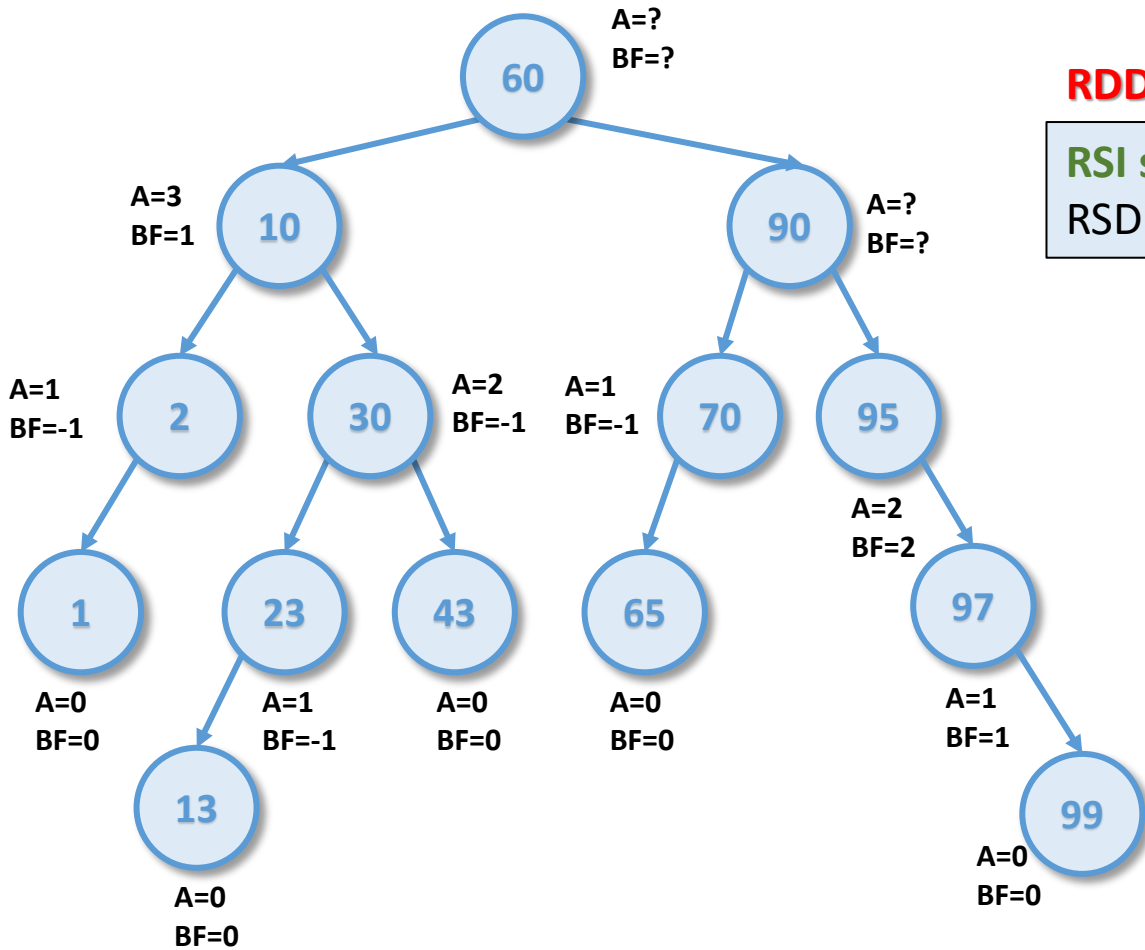 A=?
BF=?
60
RDD
RSI s
RSD
A=3
BF=1
10
90
A=?
BF=?
A=1
BF=-1
2
30
A=2
BF=-1
A=1
BF=-1
70
95
A=2
BF=2
1
23
43
65
97
A=0
BF=0
A=1
BF=-1
A=0
BF=0
A=0
BF=0
A=1
BF=1
13
99
A=0
BF=0
A=0
BF=0